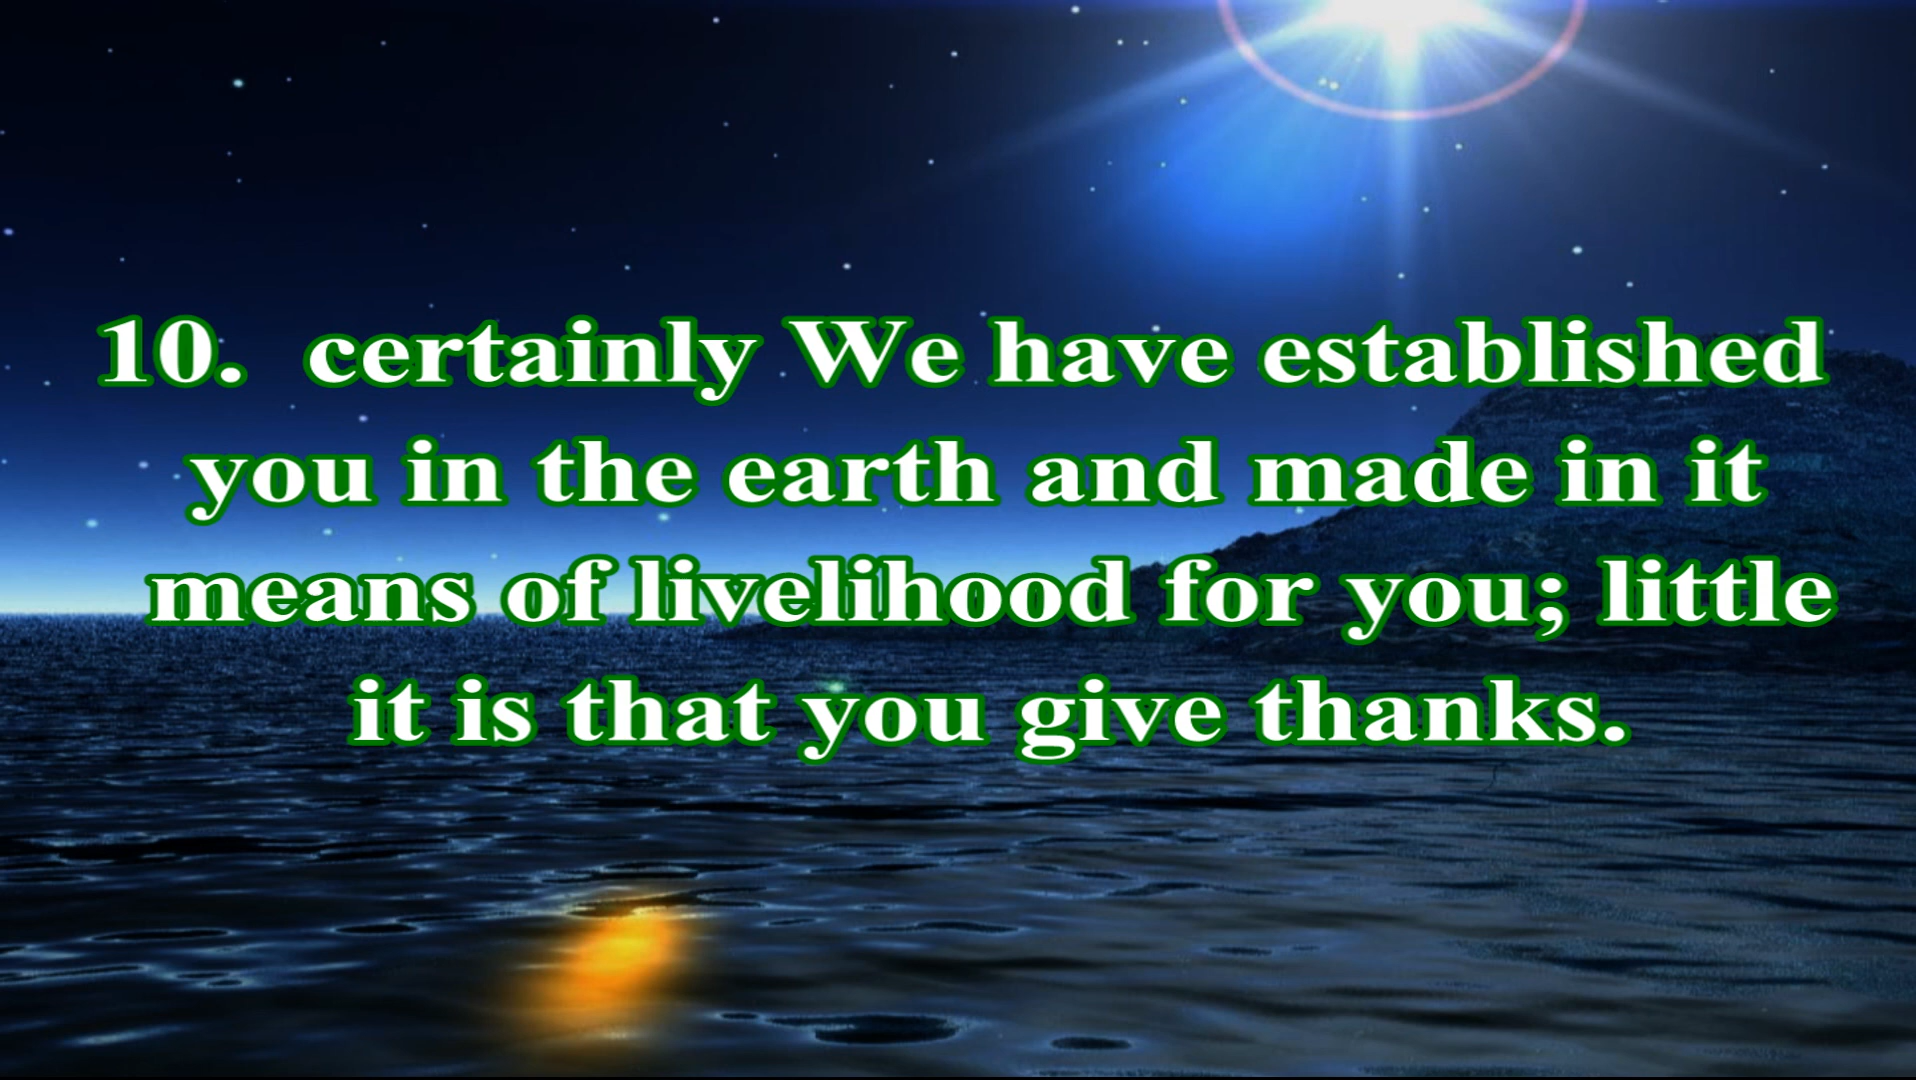 10.  certainly We have established
you in the earth and made in it
means of livelihood for you; little
it is that you give thanks.